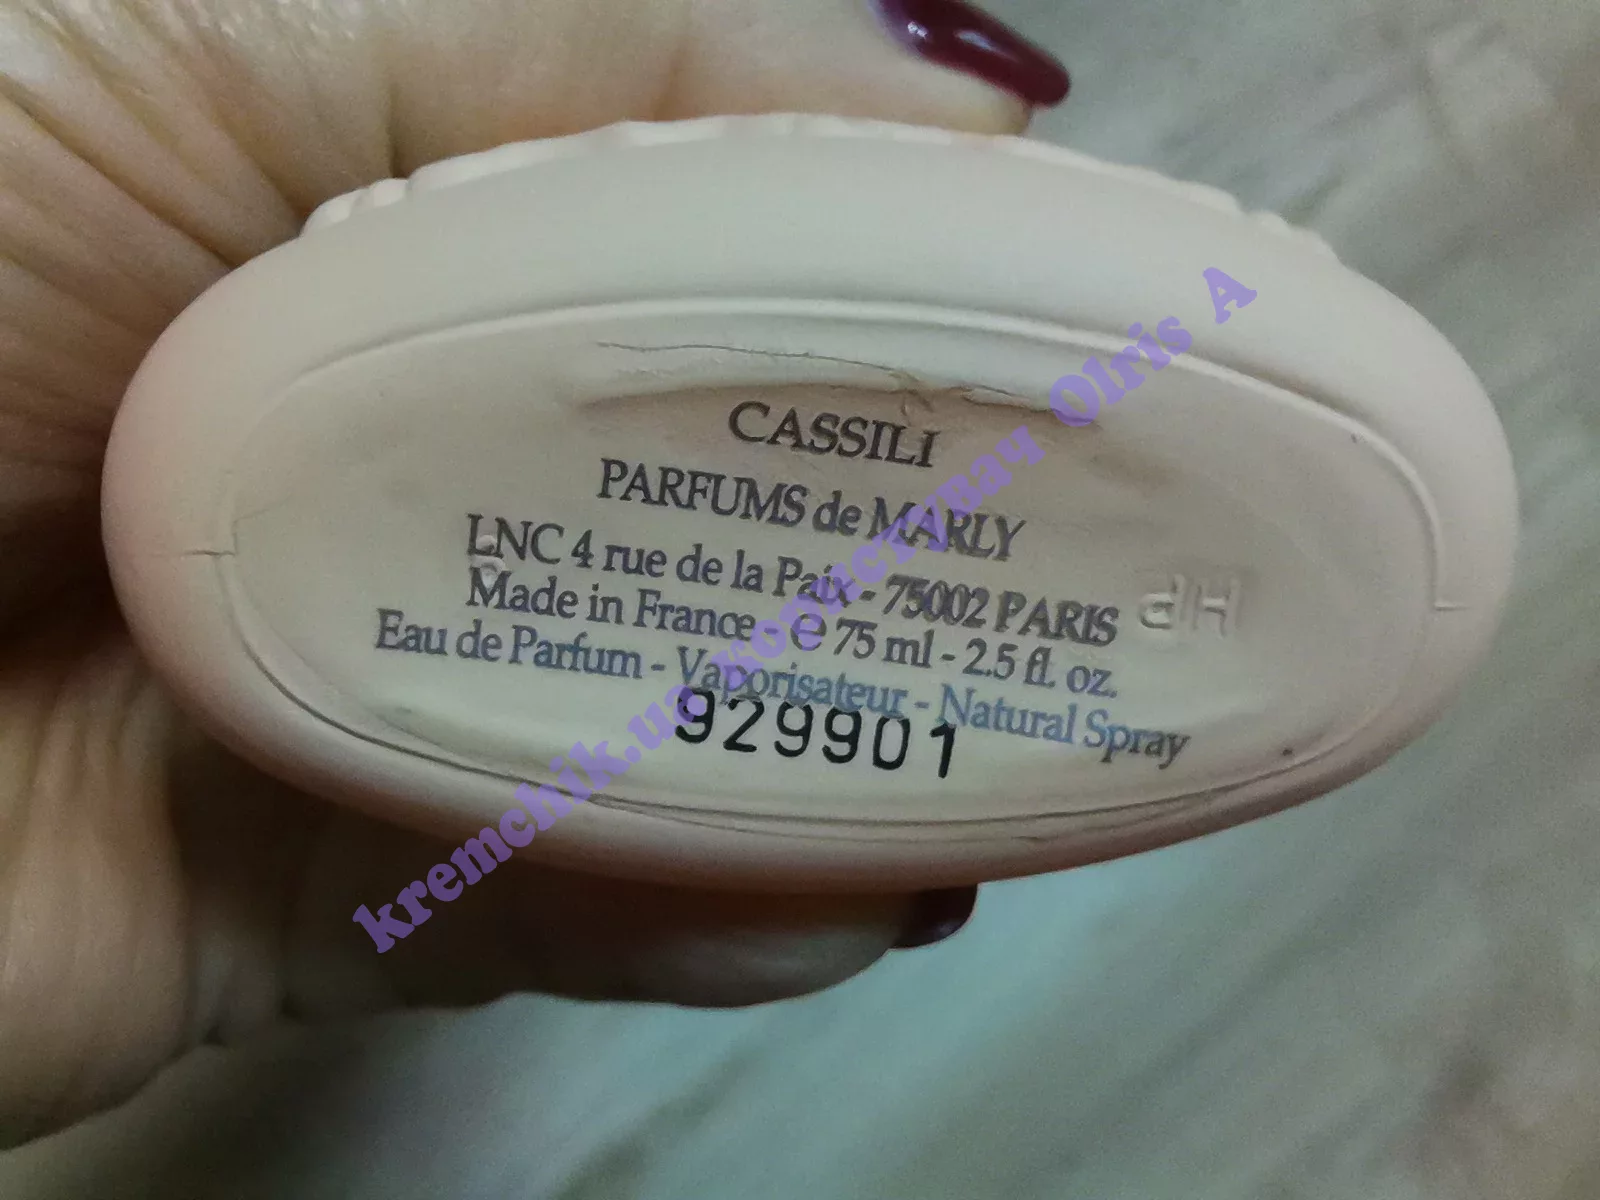 CASSILI
PARFUMS de MARLY
LNC 4 rue de la Paix - 75002 PARIS
Made in France - ℮ 75 ml - 2.5 fl. oz.
Eau de Parfum - Vaporisateur - Natural Spray
929901
HP
kremchik.ua користувач Olris A